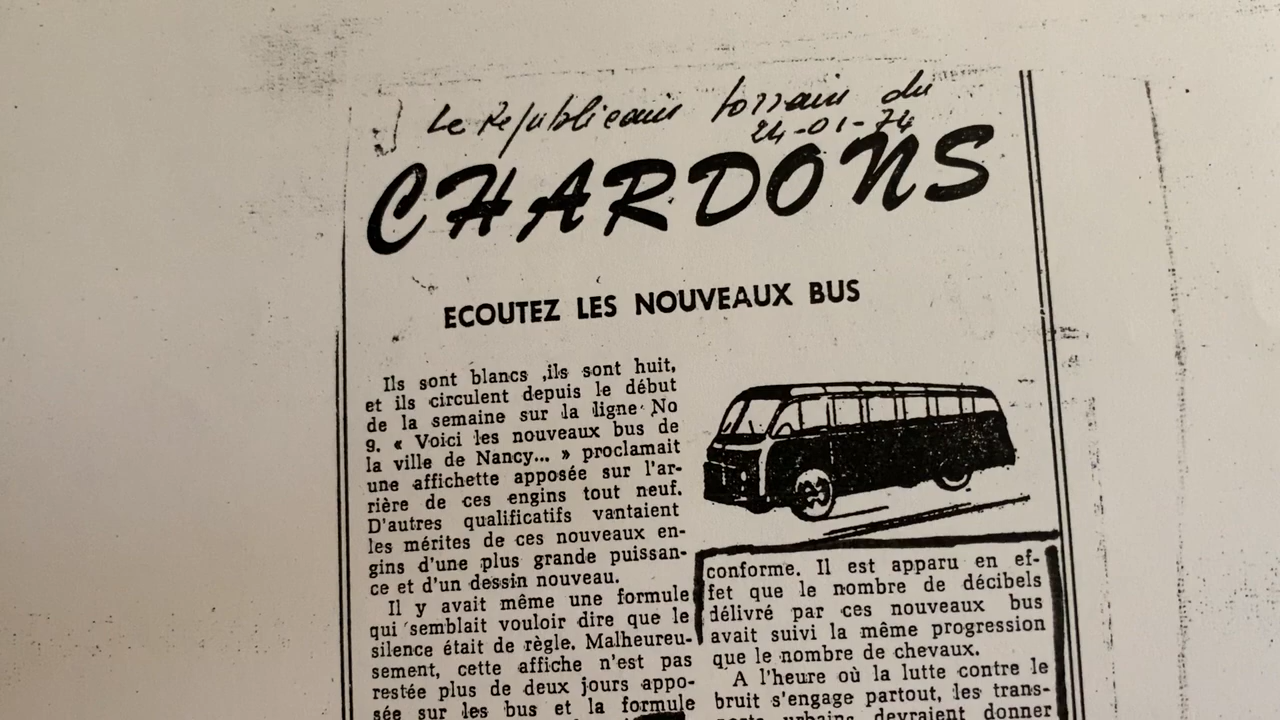 Le Républicain Lorrain du
24-01-74
CHARDONS
ECOUTEZ LES NOUVEAUX BUS
Ils sont blancs ,ils sont huit,
et ils circulent depuis le début
de la semaine sur la ligne No
9. « Voici les nouveaux bus de
la ville de Nancy... » proclamait
une affichette apposée sur l'ar-
rière de ces engins tout neuf.
D'autres qualificatifs vantaient
les mérites de ces nouveaux en-
gins d'une plus grande puissan-
ce et d'un dessin nouveau.
Il y avait même une formule
qui semblait vouloir dire que le
silence était de règle. Malheureu-
sement, cette affiche n'est pas
restée plus de deux jours appo-
sée sur les bus et la formule
conforme. Il est apparu en ef-
fet que le nombre de décibels
délivré par ces nouveaux bus
avait suivi la même progression
que le nombre de chevaux.
A l'heure où la lutte contre le
bruit s'engage partout, les trans-
ports urbains devraient donner